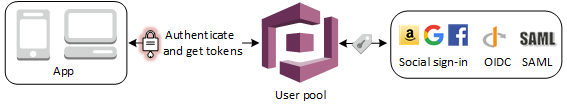 App
Authenticate
and get tokens
User pool
a G f SAML
Social sign-in OIDC SAML